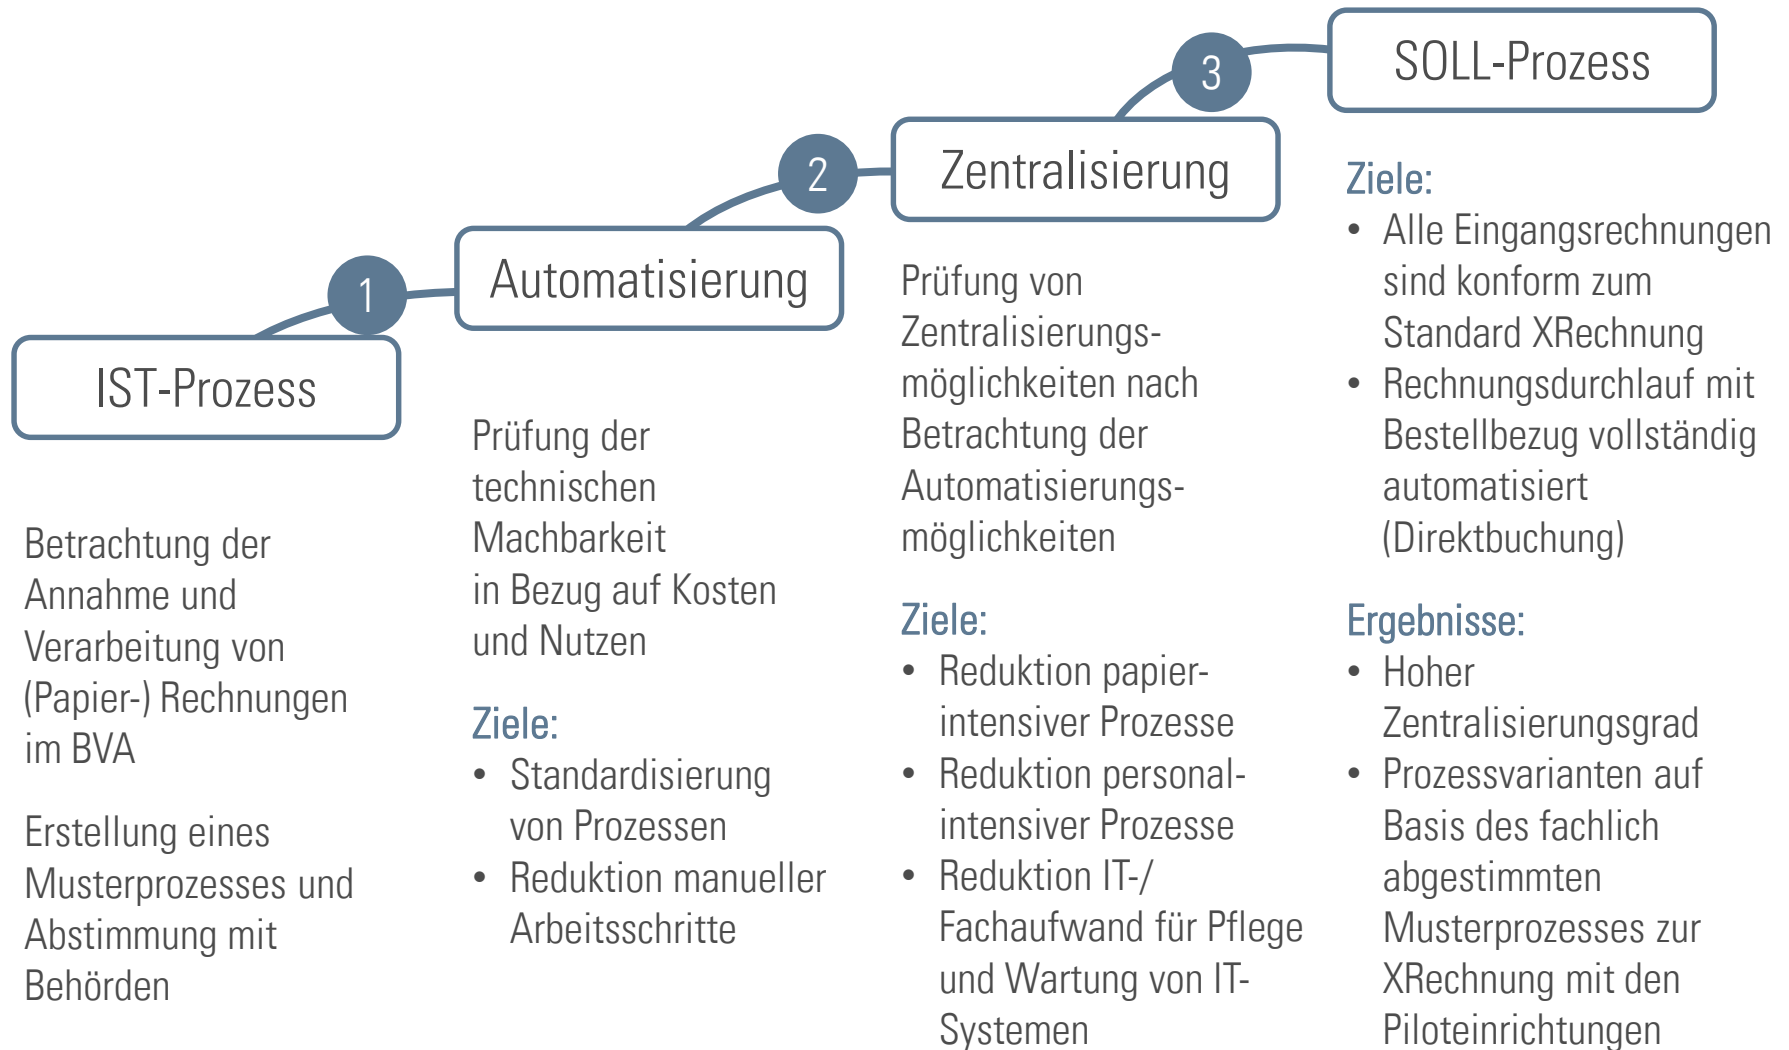 IST-Prozess
Betrachtung der
Annahme und
Verarbeitung von
(Papier-) Rechnungen
im BVA
Erstellung eines
Musterprozesses und
Abstimmung mit
Behörden
1
Automatisierung
Prüfung der
technischen
Machbarkeit
in Bezug auf Kosten
und Nutzen
Ziele:
• Standardisierung
von Prozessen
• Reduktion manueller
Arbeitsschritte
2
Zentralisierung
Prüfung von
Zentralisierungs-
möglichkeiten nach
Betrachtung der
Automatisierungs-
möglichkeiten
Ziele:
• Reduktion papier-
intensiver Prozesse
• Reduktion personal-
intensiver Prozesse
• Reduktion IT-/
Fachaufwand für Pflege
und Wartung von IT-
Systemen
3
SOLL-Prozess
Ziele:
• Alle Eingangsrechnungen
sind konform zum
Standard XRechnung
• Rechnungsdurchlauf mit
Bestellbezug vollständig
automatisiert
(Direktbuchung)
Ergebnisse:
• Hoher
Zentralisierungsgrad
• Prozessvarianten auf
Basis des fachlich
abgestimmten
Musterprozesses zur
XRechnung mit den
Piloteinrichtungen